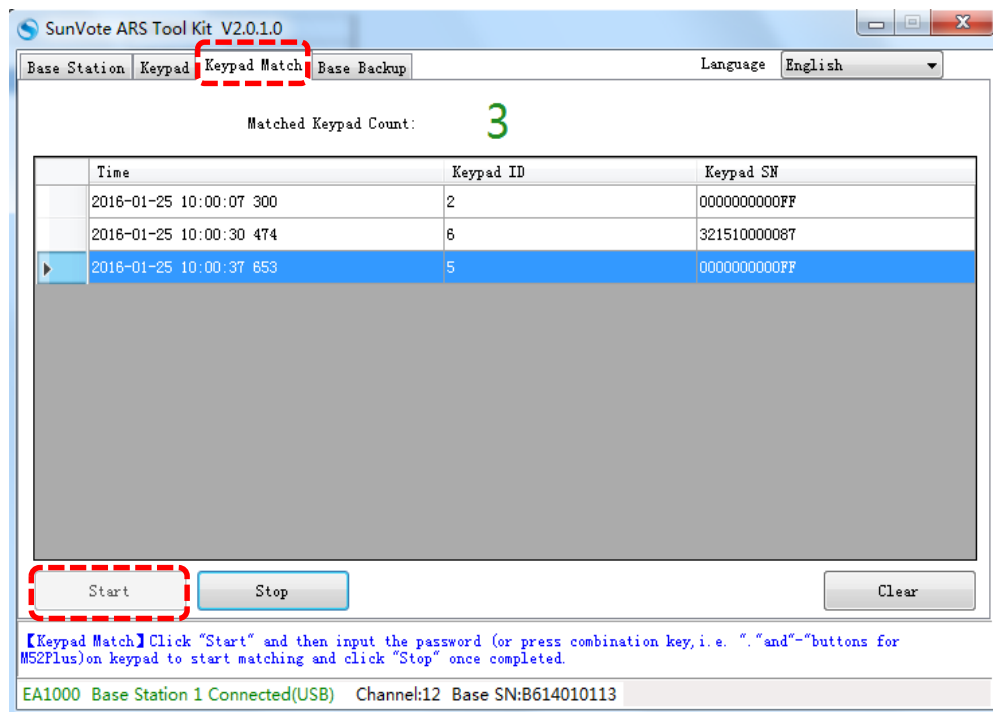 SunVote ARS Tool Kit V2.0.1.0
Base Station Keypad Keypad Match Base Backup Language English
Matched Keypad Count: 3
Time Keypad ID Keypad SN
2016-01-25 10:00:07 300 2 0000000000FF
2016-01-25 10:00:30 474 6 321510000087
2016-01-25 10:00:37 653 5 0000000000FF
Start Stop Clear
【Keypad Match】Click "Start" and then input the password (or press combination key,i.e. "."and"-"buttons for
M52Plus)on keypad to start matching and click "Stop" once completed.
EA1000 Base Station 1 Connected(USB) Channel:12 Base SN:B614010113